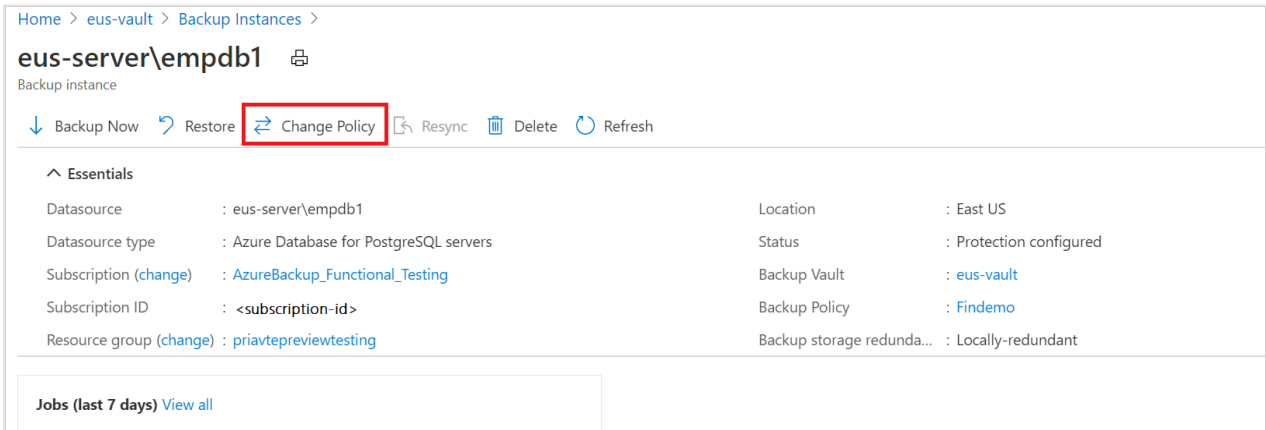 Home > eus-vault > Backup Instances >
eus-server\empdb1
Backup instance
Backup Now Restore Change Policy Resync Delete Refresh
Essentials
Datasource : eus-server\empdb1 Location : East US
Datasource type : Azure Database for PostgreSQL servers Status : Protection configured
Subscription (change) : AzureBackup_Functional_Testing Backup Vault : eus-vault
Subscription ID : <subscription-id> Backup Policy : Findemo
Resource group (change) : priavtepreviewtesting Backup storage redunda... : Locally-redundant
Jobs (last 7 days) View all